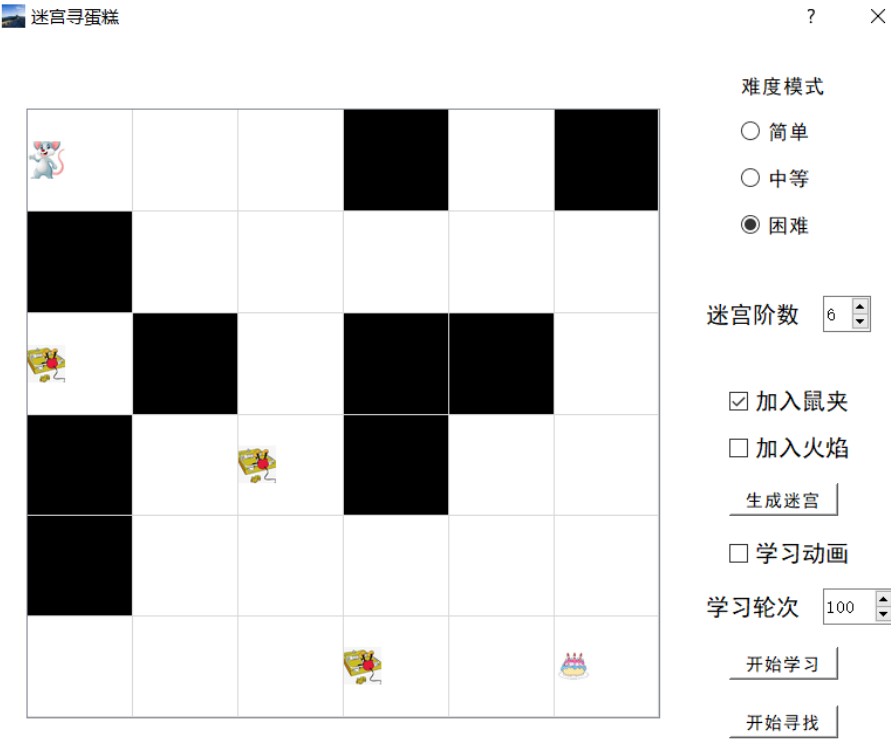 迷宫寻蛋糕
?
难度模式
简单
中等
困难
迷宫阶数 6
加入鼠夹
加入火焰
生成迷宫
学习动画
学习轮次 100
开始学习
开始寻找